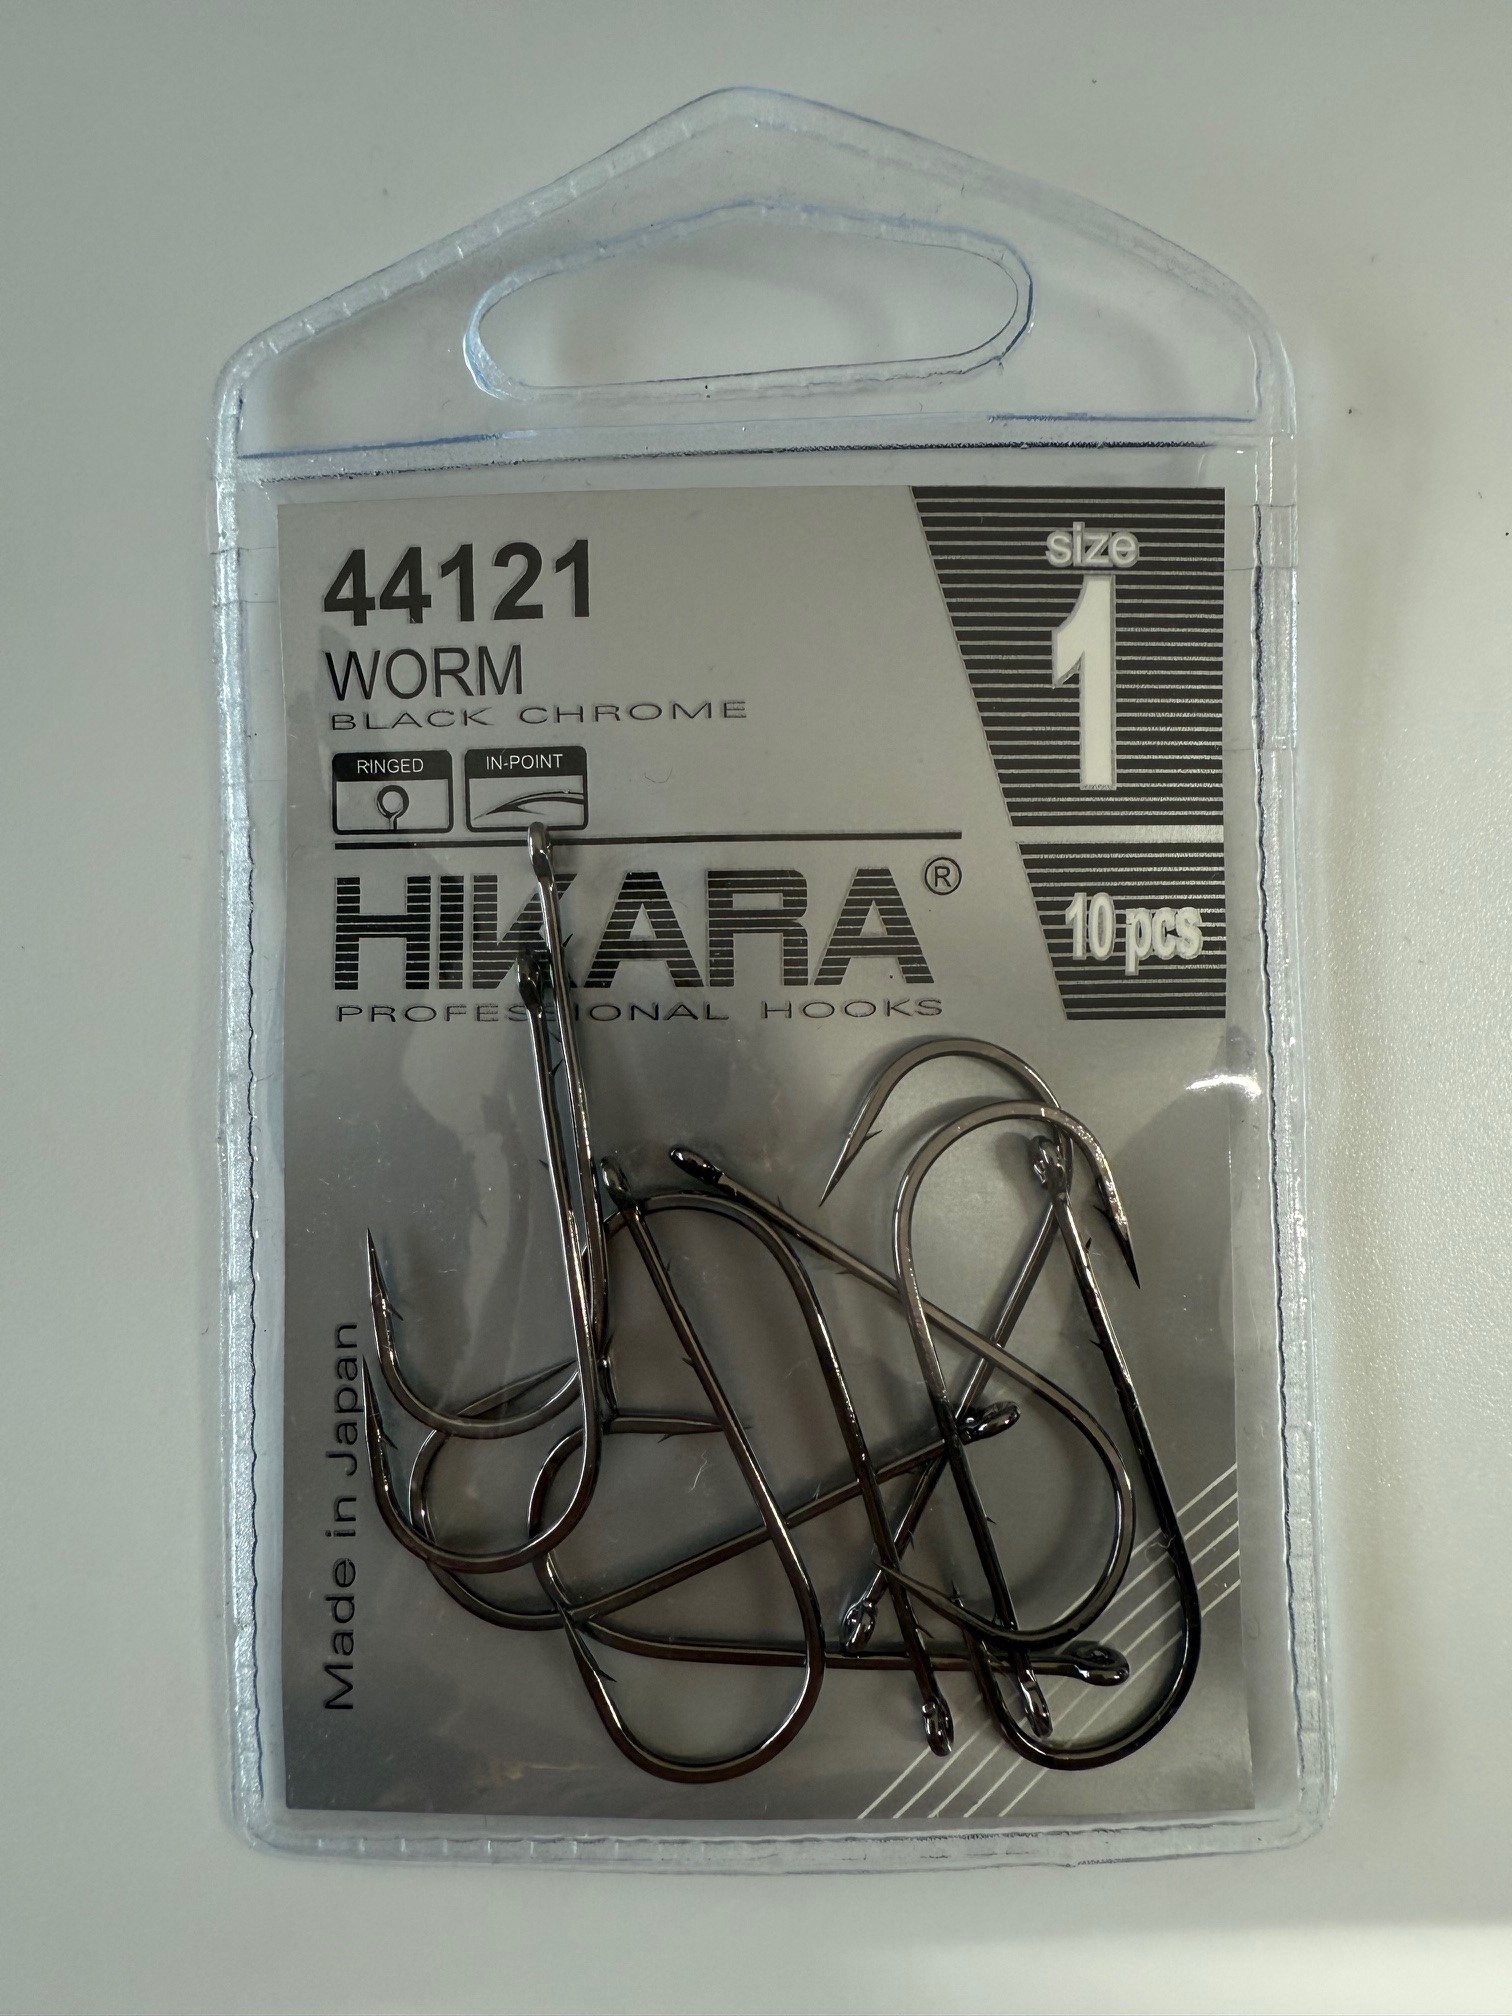 44121
WORM
BLACK CHROME
RINGED
IN-POINT
size
1
10 pcs
HIKARA®
PROFESSIONAL HOOKS
Made in Japan